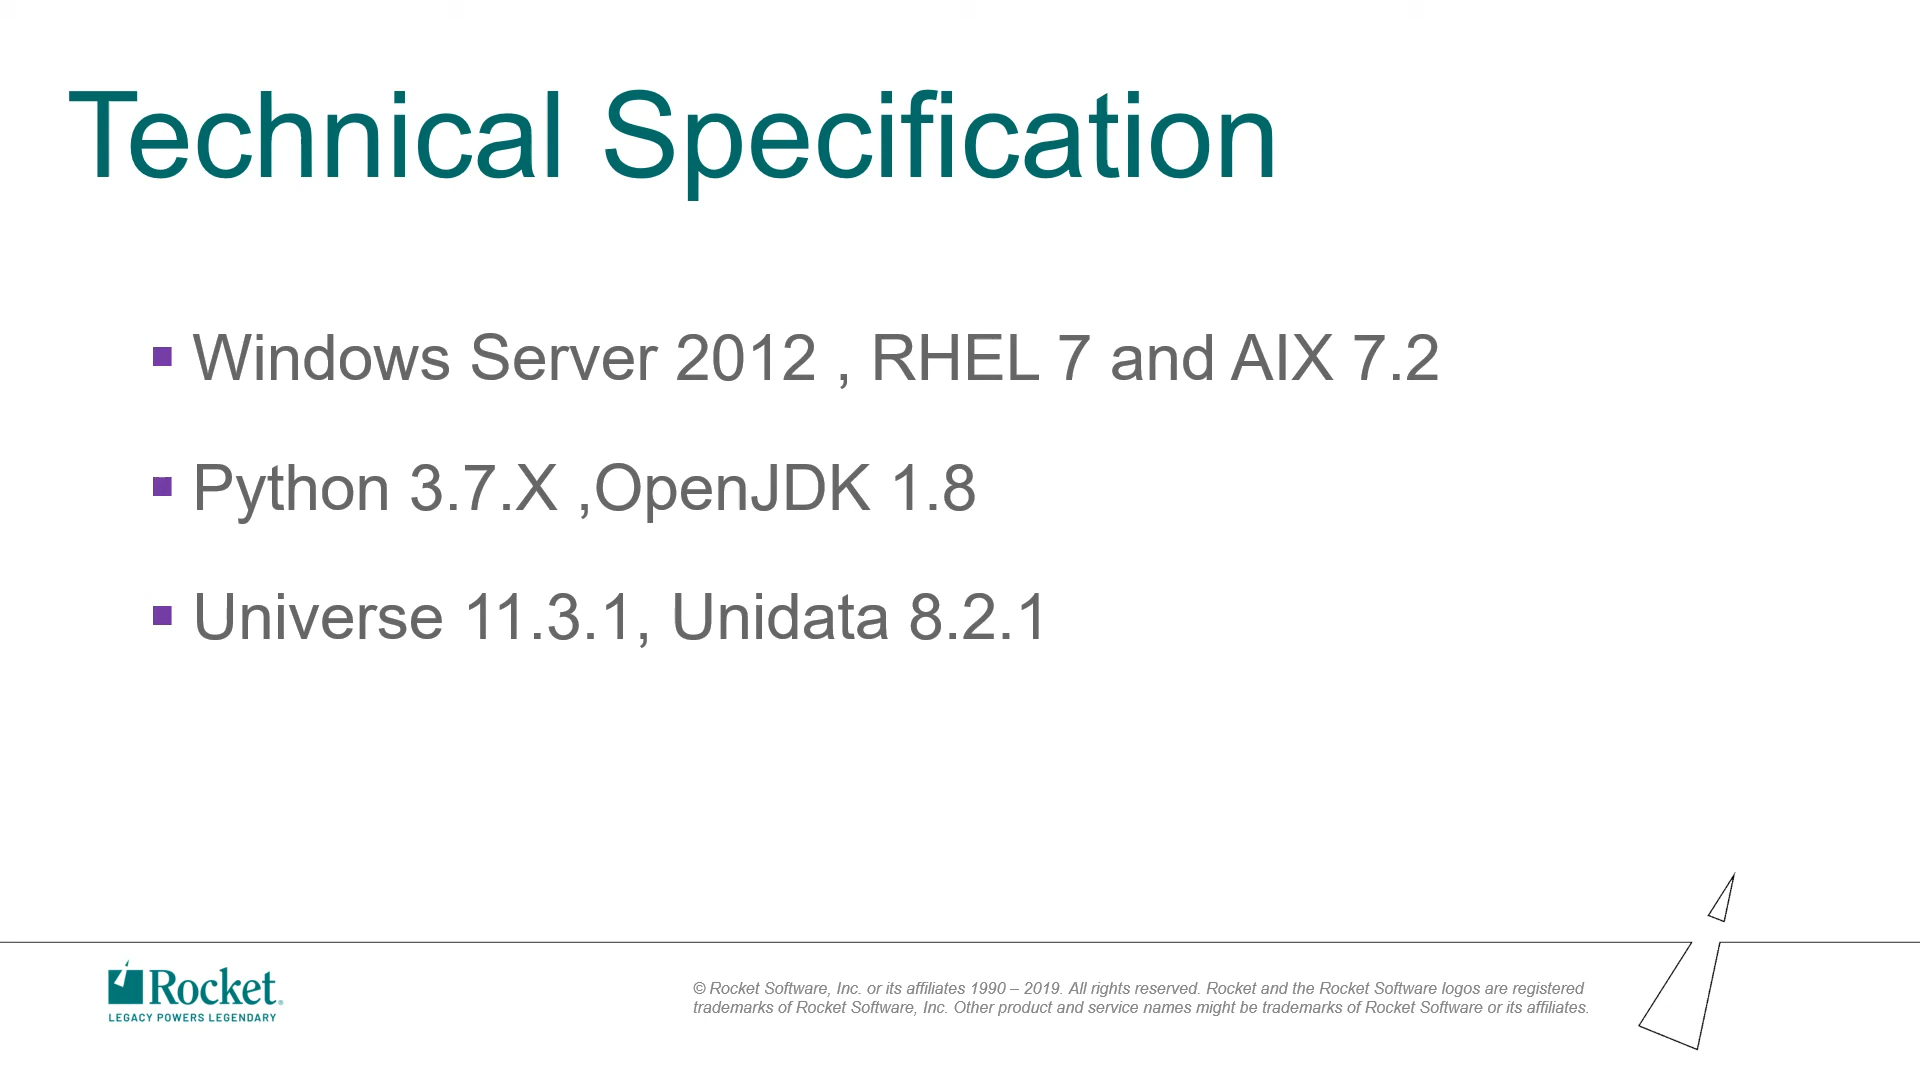 Technical Specification
Windows Server 2012 , RHEL 7 and AIX 7.2
Python 3.7.X ,OpenJDK 1.8
Universe 11.3.1, Unidata 8.2.1
Rocket®
LEGACY POWERS LEGENDARY
© Rocket Software, Inc. or its affiliates 1990 – 2019. All rights reserved. Rocket and the Rocket Software logos are registered
trademarks of Rocket Software, Inc. Other product and service names might be trademarks of Rocket Software or its affiliates.